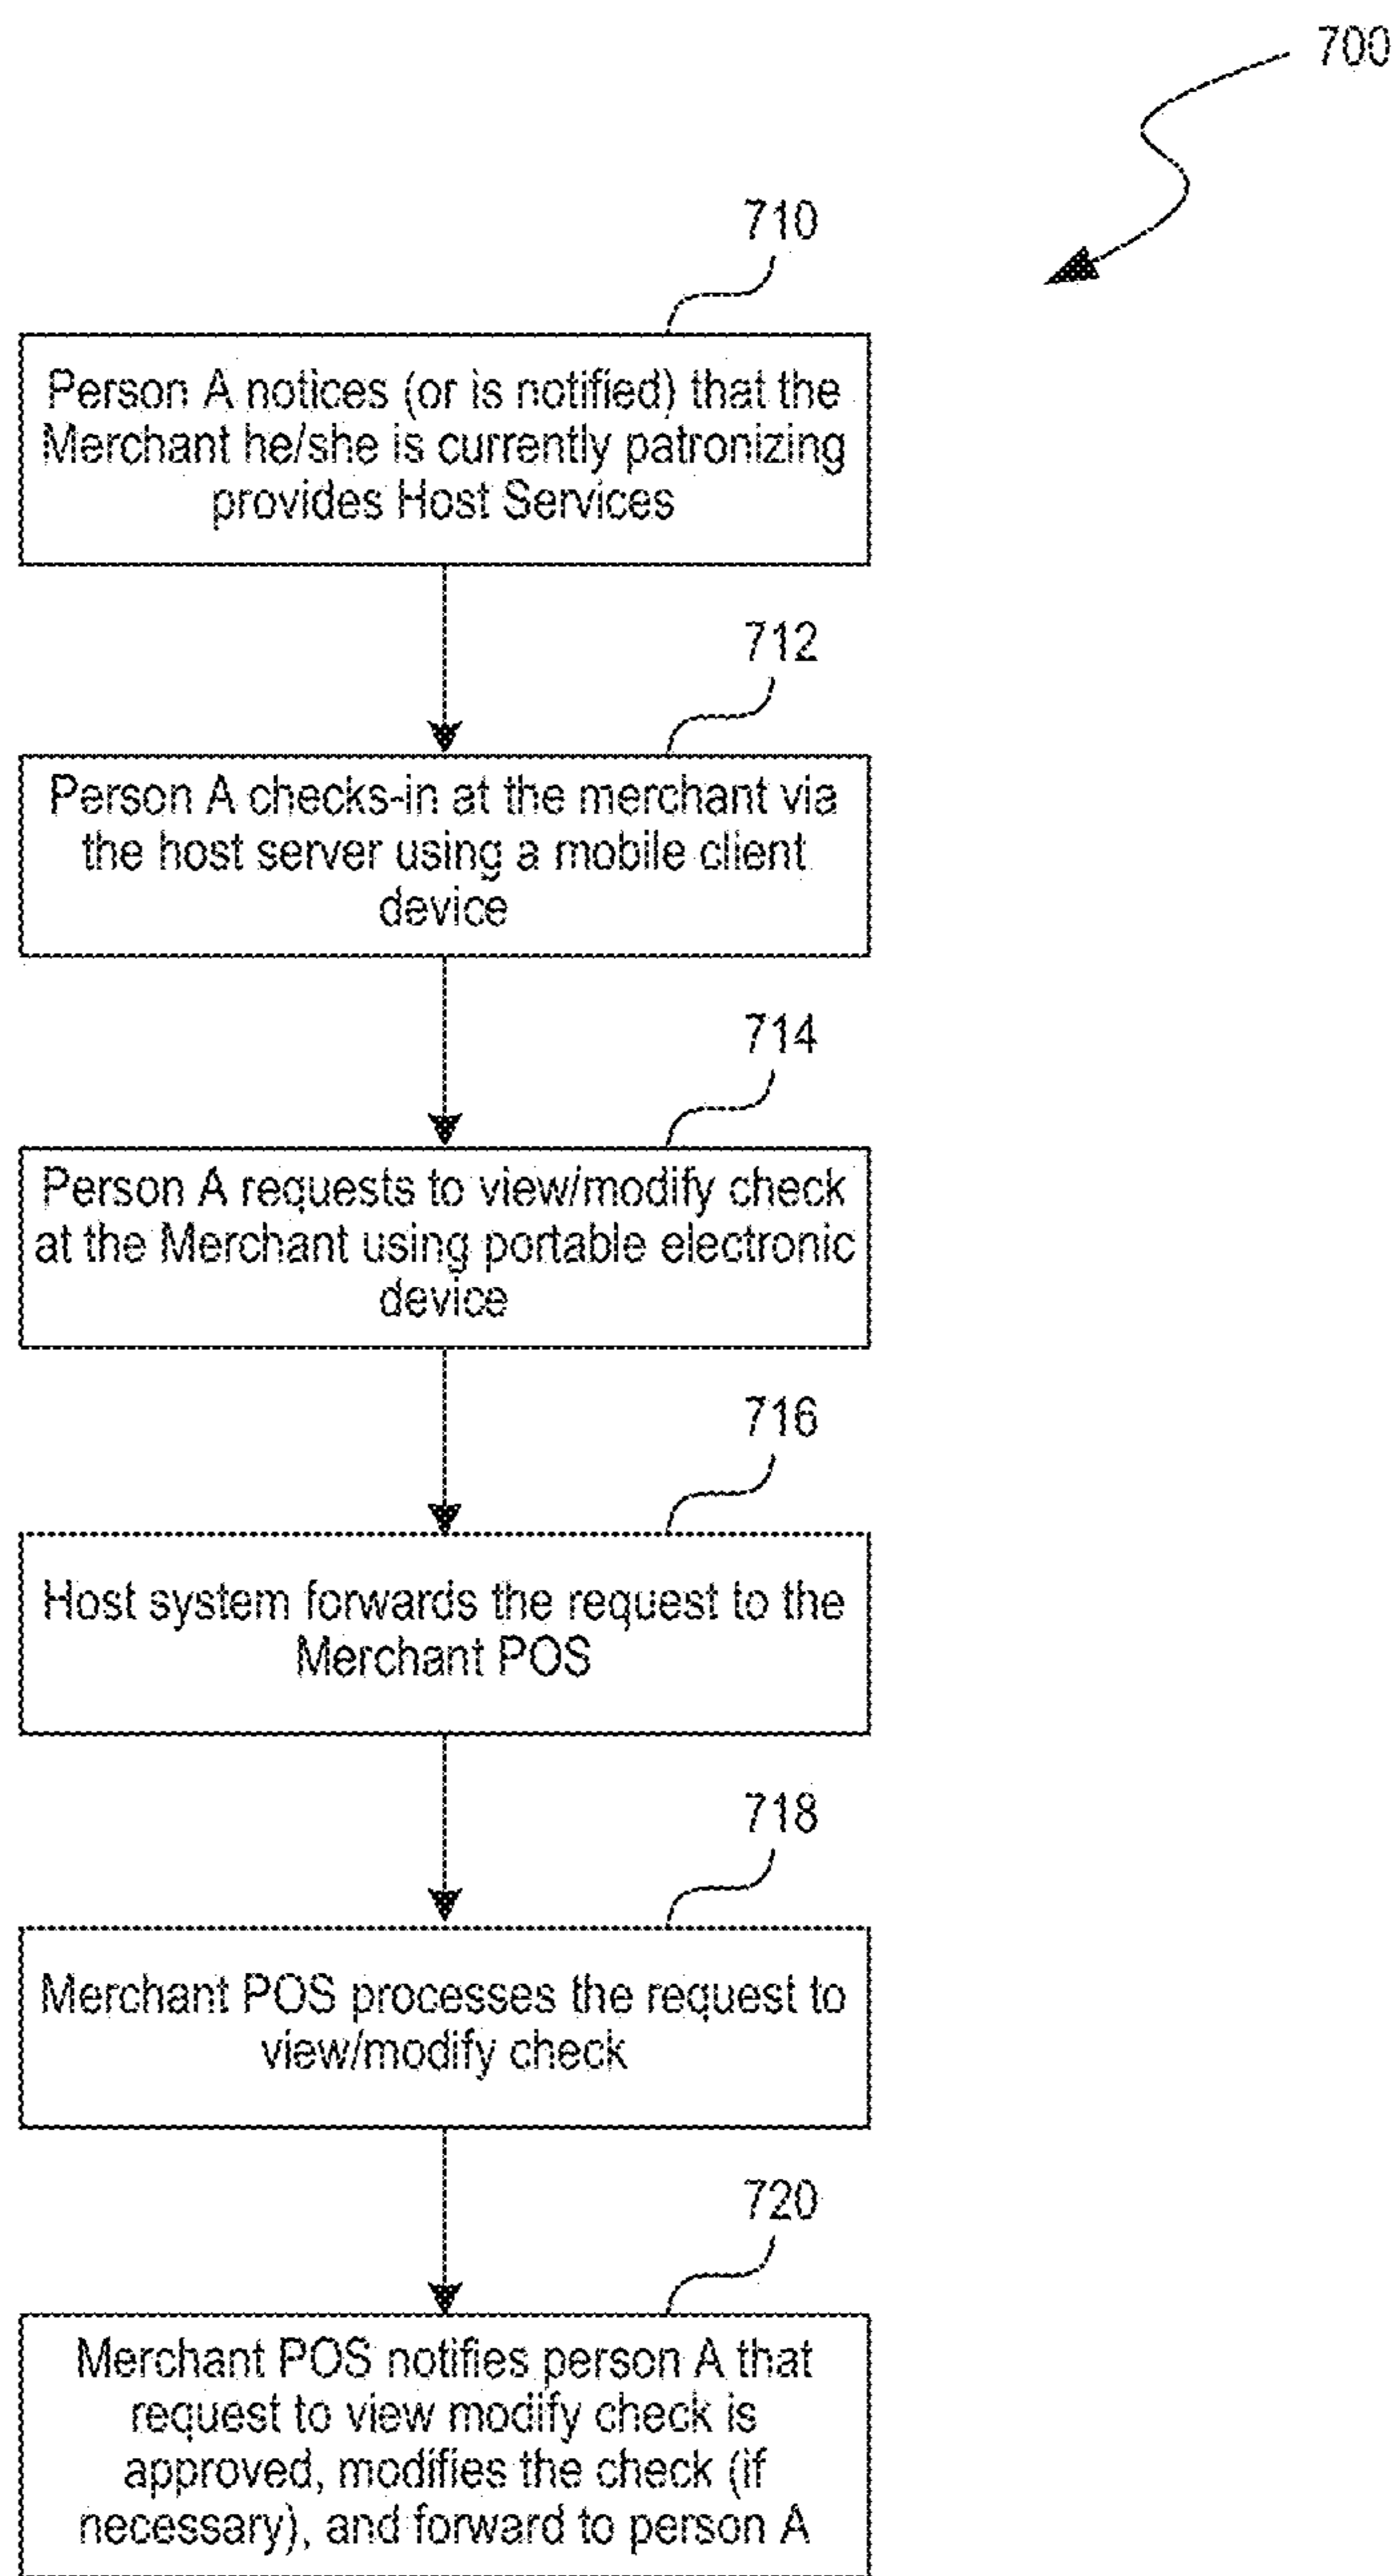 700
710
Person A notices (or is notified) that the
Merchant he/she is currently patronizing
provides Host Services
712
Person A checks-in at the merchant via
the host server using a mobile client
device
714
Person A requests to view/modify check
at the Merchant using portable electronic
device
716
Host system forwards the request to the
Merchant POS
718
Merchant POS processes the request to
view/modify check
720
Merchant POS notifies person A that
request to view modify check is
approved, modifies the check (if
necessary), and forward to person A